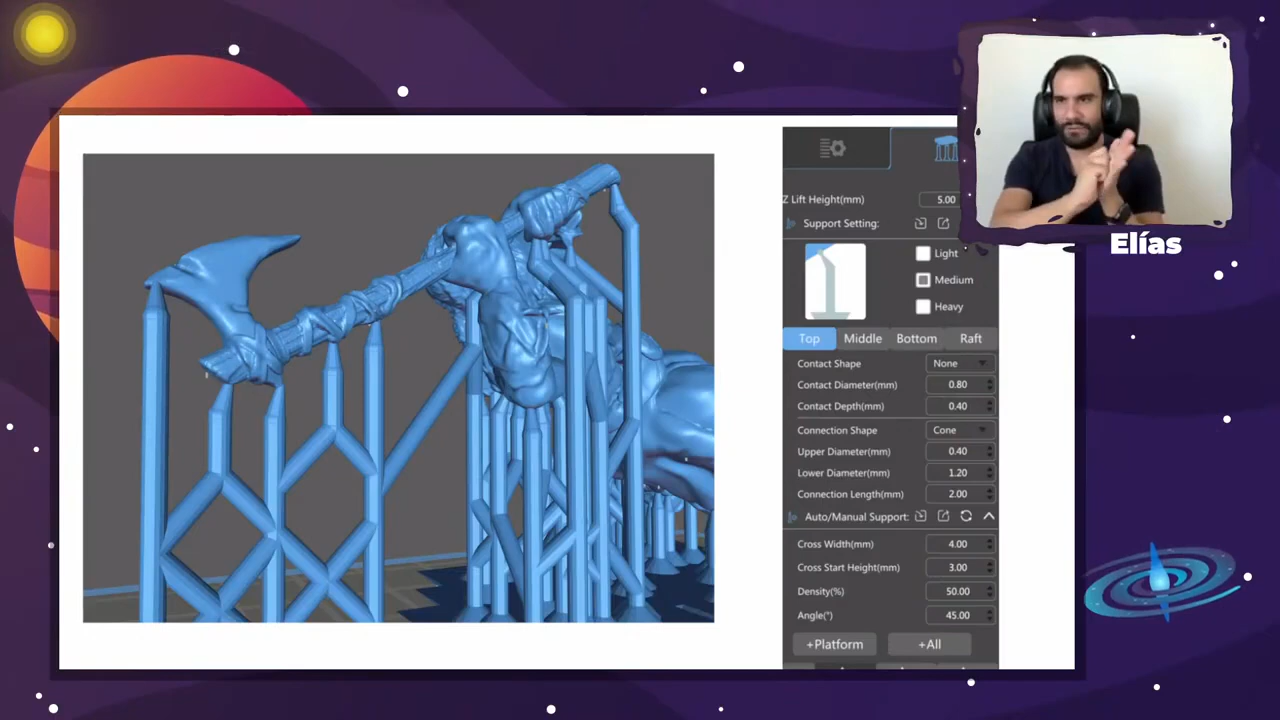 Elías
Z Lift Height(mm) 5.00
Support Setting:
Light
Medium
Heavy
Top Middle Bottom Raft
Contact Shape None
Contact Diameter(mm) 0.80
Contact Depth(mm) 0.40
Connection Shape Cone
Upper Diameter(mm) 0.40
Lower Diameter(mm) 1.20
Connection Length(mm) 2.00
Auto/Manual Support:
Cross Width(mm) 4.00
Cross Start Height(mm) 3.00
Density(%) 50.00
Angle(°) 45.00
+Platform +All